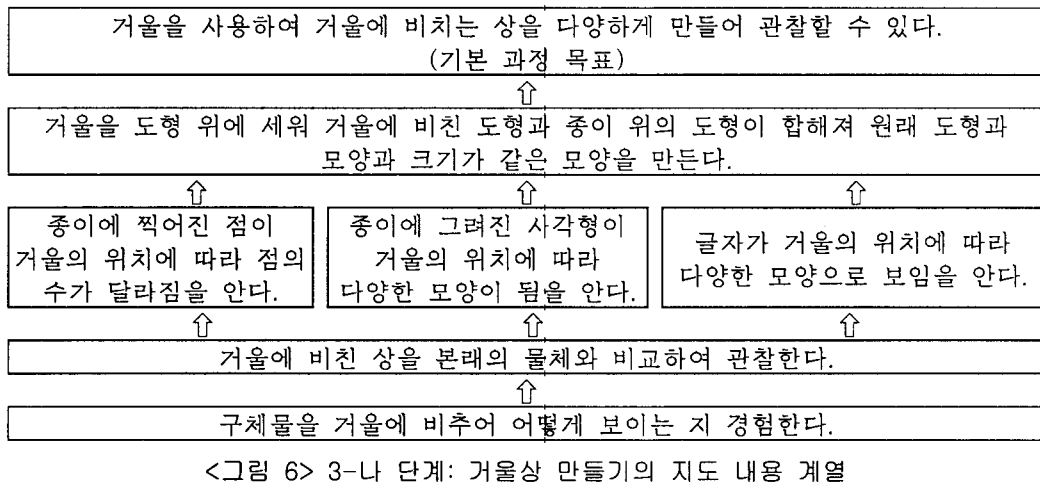 거울을 사용하여 거울에 비치는 상을 다양하게 만들어 관찰할 수 있다.
(기본 과정 목표)
거울을 도형 위에 세워 거울에 비친 도형과 종이 위의 도형이 합해져 원래 도형과
모양과 크기가 같은 모양을 만든다.
종이에 찍어진 점이
거울의 위치에 따라 점의
수가 달라짐을 안다.
종이에 그려진 사각형이
거울의 위치에 따라
다양한 모양이 됨을 안다.
글자가 거울의 위치에 따라
다양한 모양으로 보임을 안다.
거울에 비친 상을 본래의 물체와 비교하여 관찰한다.
구체물을 거울에 비추어 어떻게 보이는 지 경험한다.
<그림 6> 3-나 단계: 거울상 만들기의 지도 내용 계열